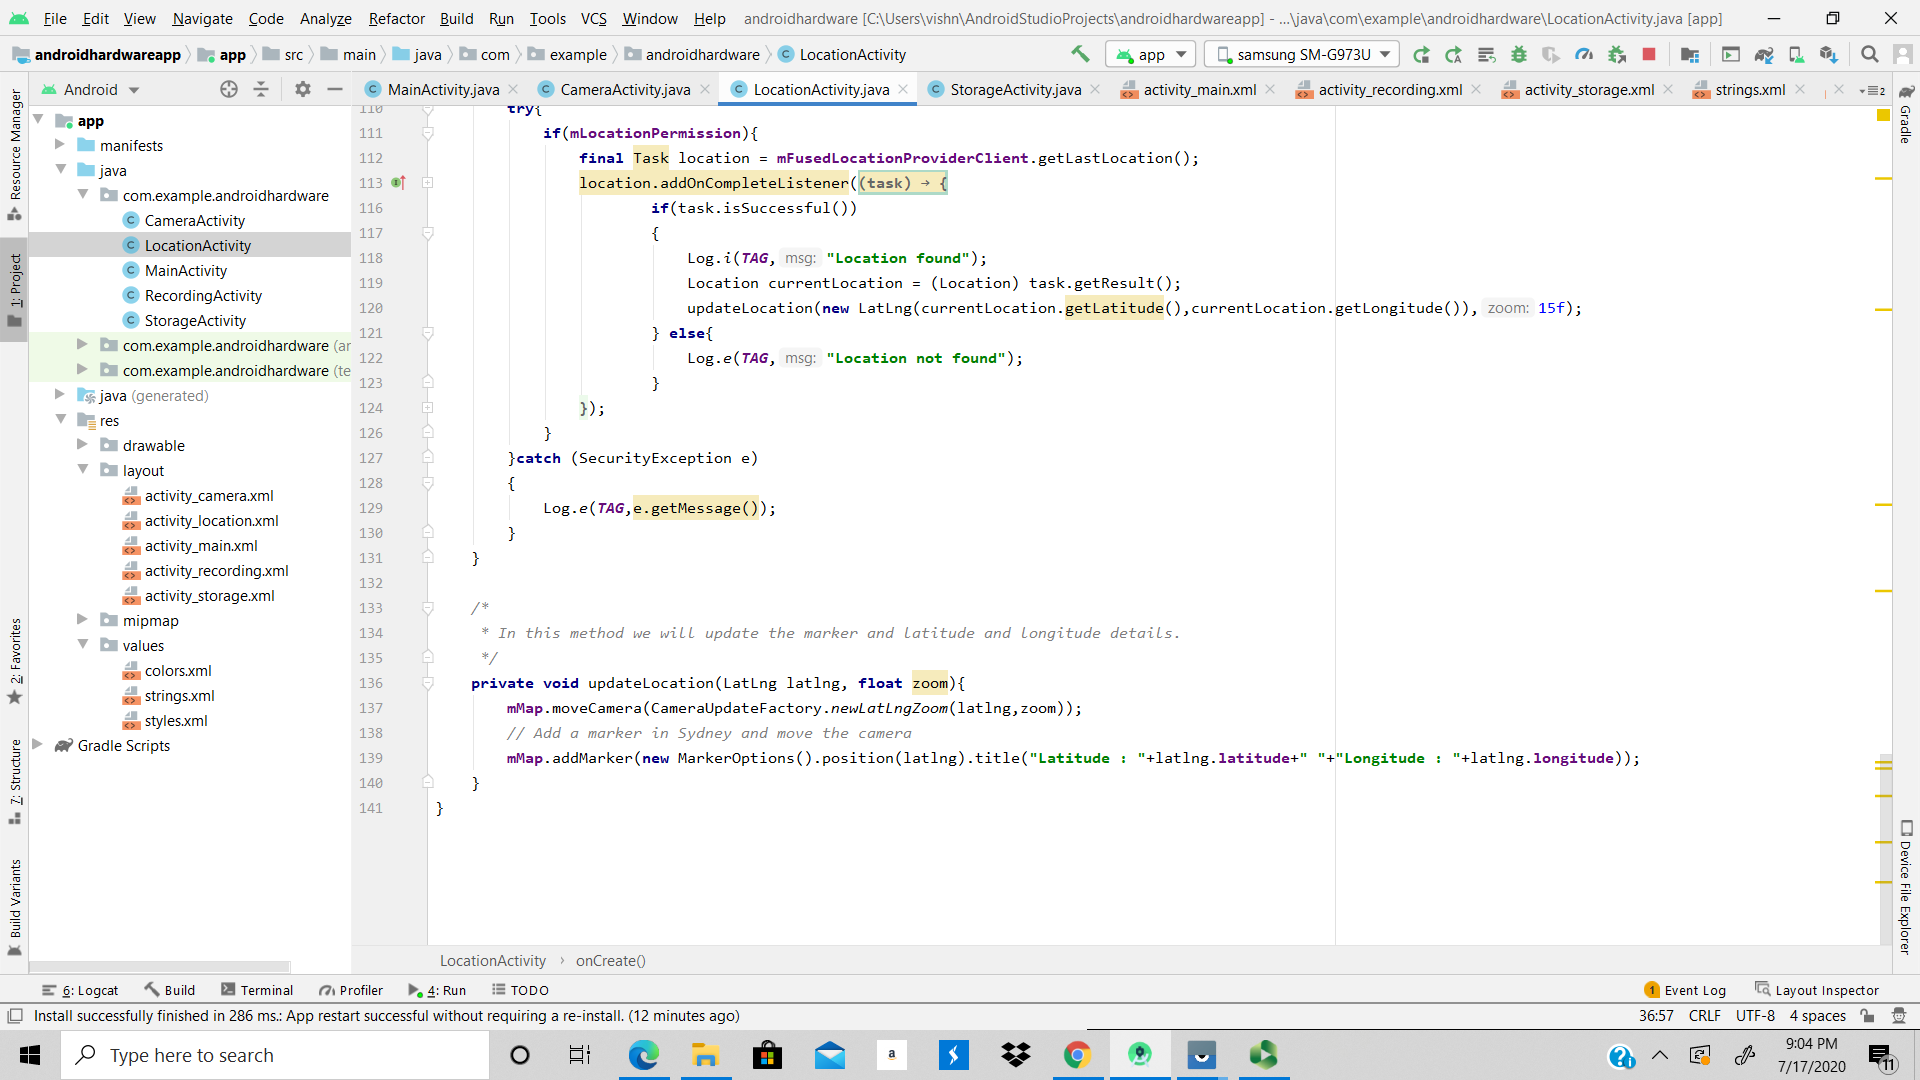 File Edit View Navigate Code Analyze Refactor Build Run Tools VCS Window Help androidhardware [C:\Users\vishn\AndroidStudioProjects\androidhardwareapp] - ...\java\com\example\androidhardware\LocationActivity.java [app]
androidhardwareapp app src main java com example androidhardware LocationActivity app samsung SM-G973U
Android MainActivity.java CameraActivity.java LocationActivity.java StorageActivity.java activity_main.xml activity_recording.xml activity_storage.xml strings.xml 2
Resource Manager
1: Project
2: Favorites
7: Structure
Build Variants
app
manifests
java
com.example.androidhardware
CameraActivity
LocationActivity
MainActivity
RecordingActivity
StorageActivity
com.example.androidhardware (ar
com.example.androidhardware (te
java (generated)
res
drawable
layout
activity_camera.xml
activity_location.xml
activity_main.xml
activity_recording.xml
activity_storage.xml
mipmap
values
colors.xml
strings.xml
styles.xml
Gradle Scripts
110 try{
111 if(mLocationPermission){
112 final Task location = mFusedLocationProviderClient.getLastLocation();
113 location.addOnCompleteListener((task) → {
116 if(task.isSuccessful())
117 {
118 Log.i(TAG, msg: "Location found");
119 Location currentLocation = (Location) task.getResult();
120 updateLocation(new LatLng(currentLocation.getLatitude(),currentLocation.getLongitude()), zoom: 15f);
121 } else{
122 Log.e(TAG, msg: "Location not found");
123 }
124 });
126 }
127 }catch (SecurityException e)
128 {
129 Log.e(TAG,e.getMessage());
130 }
131 }
132
133 /*
134 * In this method we will update the marker and latitude and longitude details.
135 */
136 private void updateLocation(LatLng latlng, float zoom){
137 mMap.moveCamera(CameraUpdateFactory.newLatLngZoom(latlng,zoom));
138 // Add a marker in Sydney and move the camera
139 mMap.addMarker(new MarkerOptions().position(latlng).title("Latitude : "+latlng.latitude+" "+"Longitude : "+latlng.longitude));
140 }
141 }
Gradle
Device File Explorer
LocationActivity › onCreate()
6: Logcat Build Terminal Profiler 4: Run TODO 1 Event Log Layout Inspector
Install successfully finished in 286 ms.: App restart successful without requiring a re-install. (12 minutes ago) 36:57 CRLF UTF-8 4 spaces
Type here to search
a
9:04 PM
7/17/2020
11